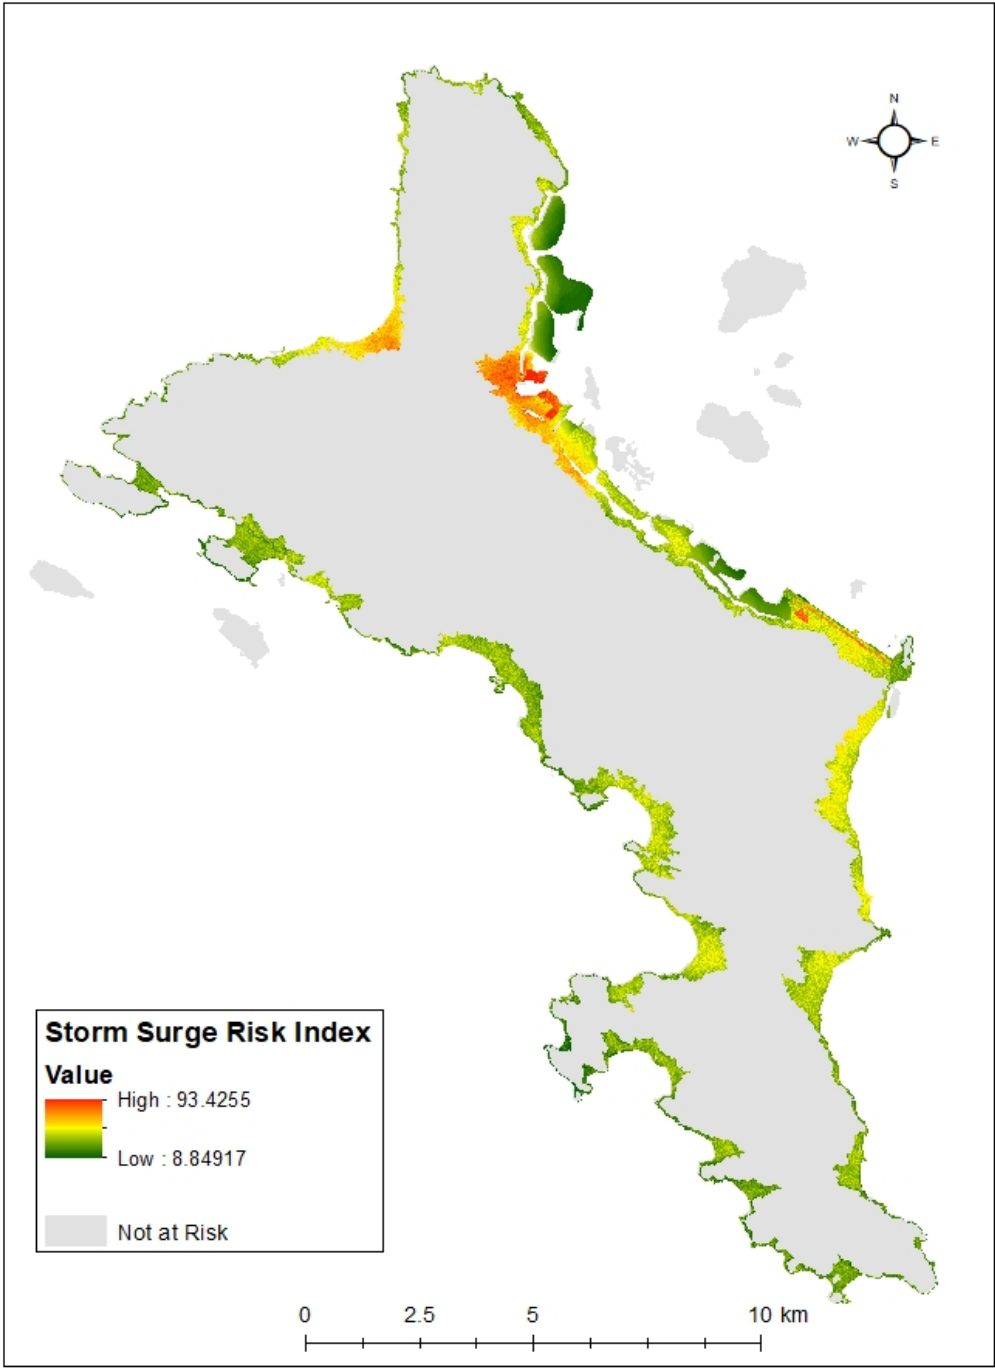 N
W E
S
Storm Surge Risk Index
Value
High : 93.4255
Low : 8.84917
Not at Risk
0 2.5 5 10 km